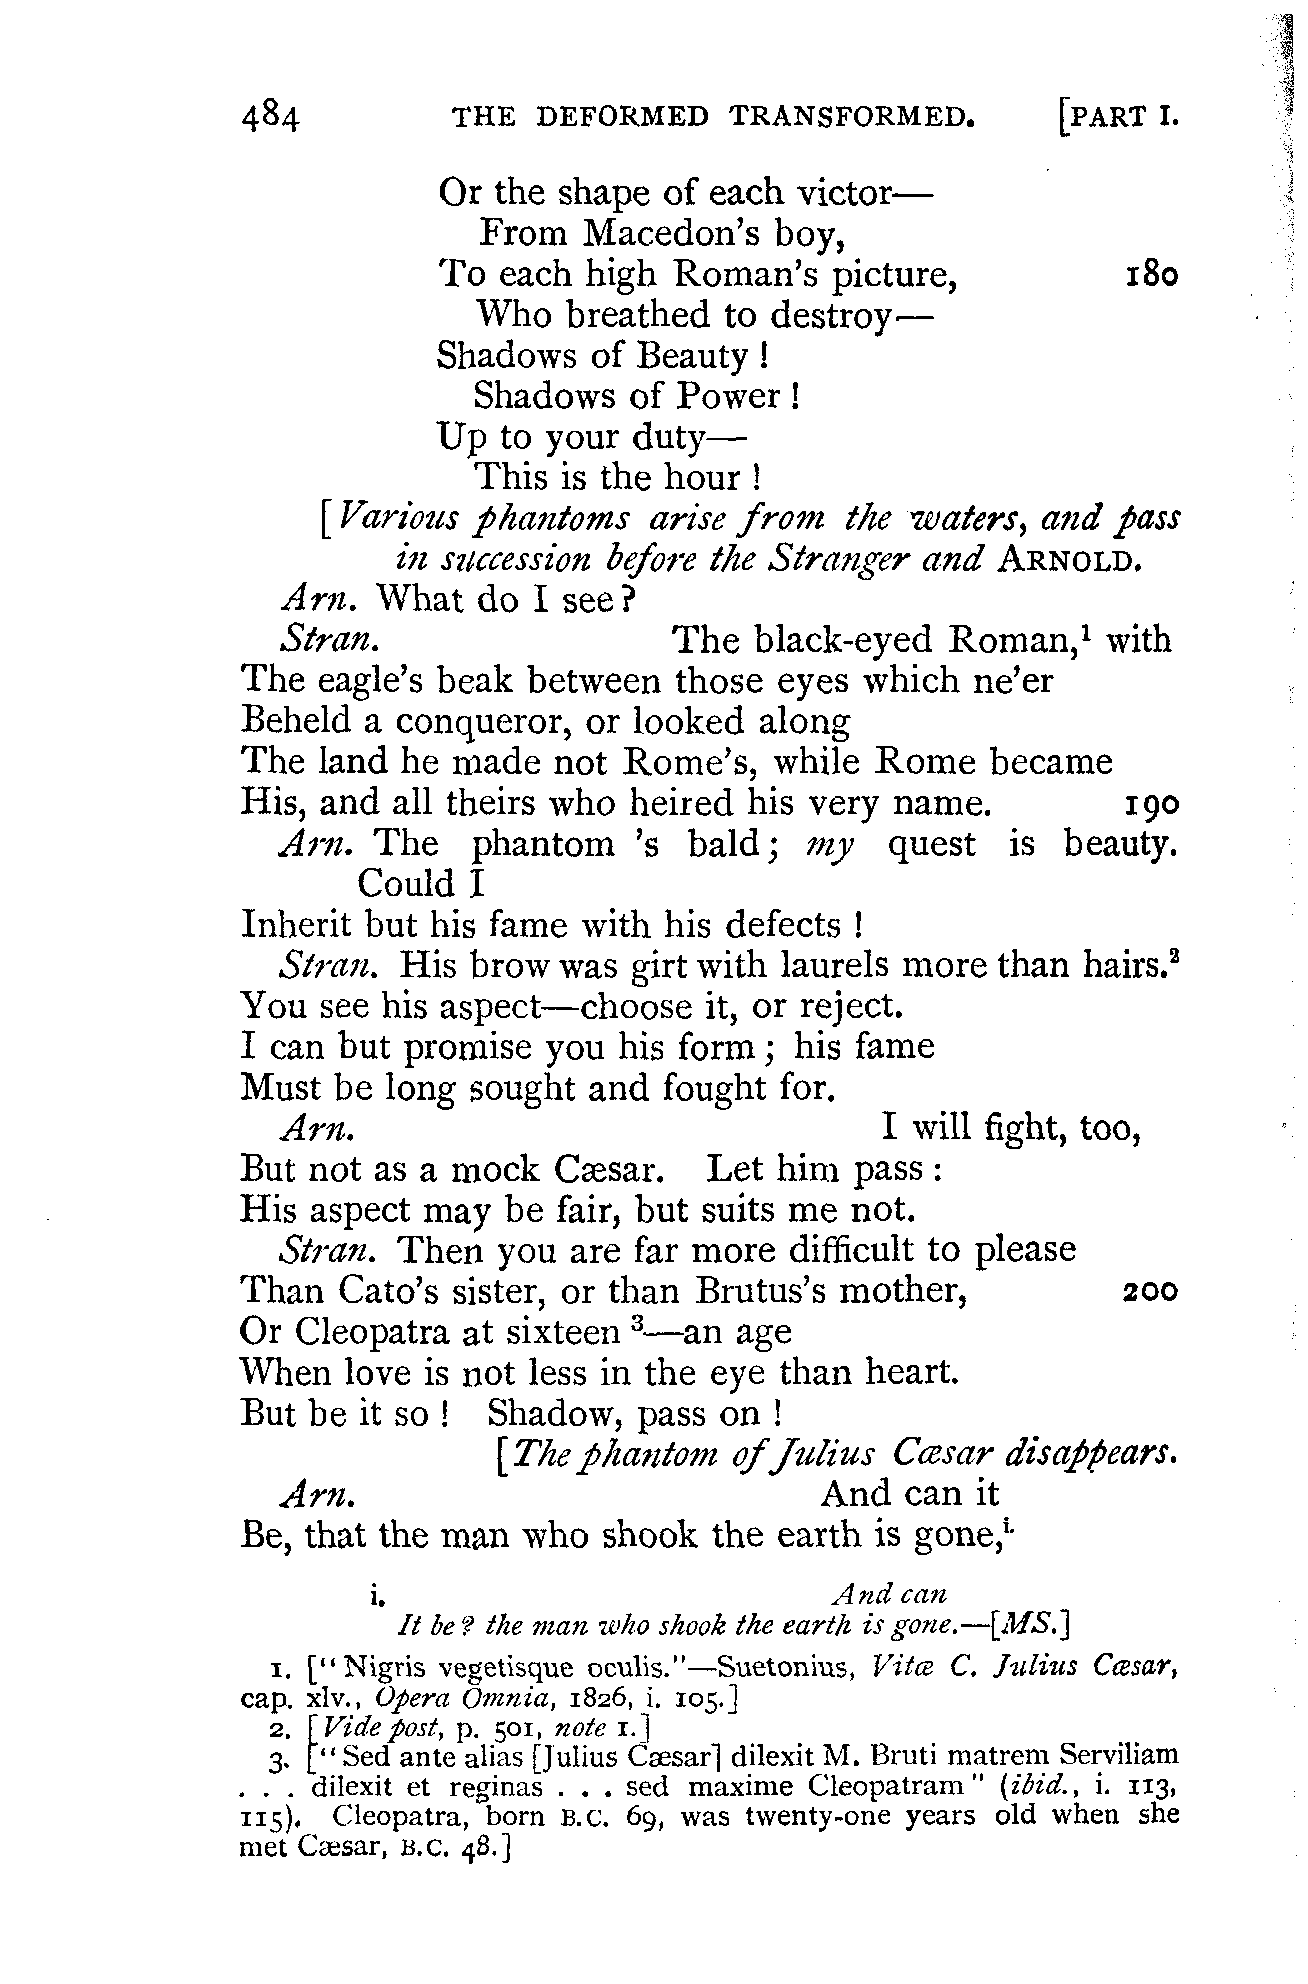 484 THE DEFORMED TRANSFORMED. [PART I.
Or the shape of each victor—
From Macedon's boy,
To each high Roman's picture, 180
Who breathed to destroy—
Shadows of Beauty !
Shadows of Power !
Up to your duty—
This is the hour !
[Various phantoms arise from the waters, and pass
in succession before the Stranger and ARNOLD.
Arn. What do I see?
Stran. The black-eyed Roman,¹ with
The eagle's beak between those eyes which ne'er
Beheld a conqueror, or looked along
The land he made not Rome's, while Rome became
His, and all theirs who heired his very name. 190
Arn. The phantom 's bald; my quest is beauty.
Could I
Inherit but his fame with his defects !
Stran. His brow was girt with laurels more than hairs.²
You see his aspect—choose it, or reject.
I can but promise you his form; his fame
Must be long sought and fought for.
Arn. I will fight, too,
But not as a mock Cæsar. Let him pass :
His aspect may be fair, but suits me not.
Stran. Then you are far more difficult to please
Than Cato's sister, or than Brutus's mother, 200
Or Cleopatra at sixteen ³—an age
When love is not less in the eye than heart.
But be it so ! Shadow, pass on !
[The phantom of Julius Cæsar disappears.
Arn. And can it
Be, that the man who shook the earth is gone,i.
i. And can
It be? the man who shook the earth is gone.—[MS.]
1. ["Nigris vegetisque oculis."—Suetonius, Vitæ C. Julius Cæsar,
cap. xlv., Opera Omnia, 1826, i. 105.]
2. [Vide post, p. 501, note 1.]
3. ["Sed ante alias [Julius Cæsar] dilexit M. Bruti matrem Serviliam
. . . dilexit et reginas . . . sed maxime Cleopatram" (ibid., i. 113,
115). Cleopatra, born B.C. 69, was twenty-one years old when she
met Cæsar, B.C. 48.]